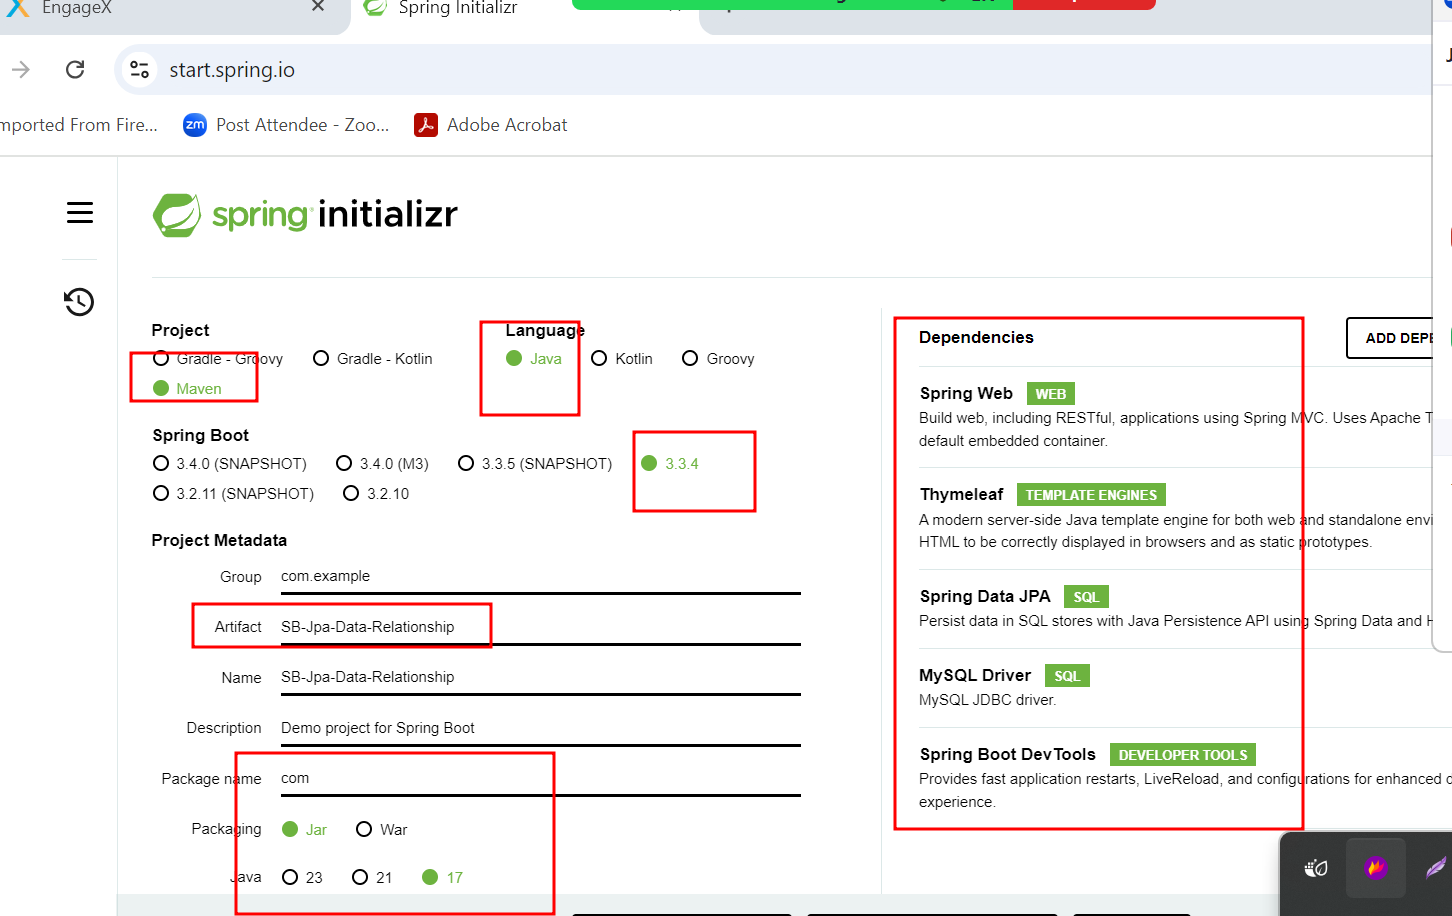 EngageX
Spring Initializr
start.spring.io
mported From Fire...
zm Post Attendee - Zoo...
Adobe Acrobat
spring initializr
Project
Gradle - Groovy
Gradle - Kotlin
Maven
Language
Java
Kotlin
Groovy
Spring Boot
3.4.0 (SNAPSHOT)
3.4.0 (M3)
3.3.5 (SNAPSHOT)
3.3.4
3.2.11 (SNAPSHOT)
3.2.10
Project Metadata
Group com.example
Artifact SB-Jpa-Data-Relationship
Name SB-Jpa-Data-Relationship
Description Demo project for Spring Boot
Package name com
Packaging Jar War
Java 23 21 17
Dependencies
ADD DEPE
Spring Web WEB
Build web, including RESTful, applications using Spring MVC. Uses Apache T
default embedded container.
Thymeleaf TEMPLATE ENGINES
A modern server-side Java template engine for both web and standalone envi
HTML to be correctly displayed in browsers and as static prototypes.
Spring Data JPA SQL
Persist data in SQL stores with Java Persistence API using Spring Data and H
MySQL Driver SQL
MySQL JDBC driver.
Spring Boot DevTools DEVELOPER TOOLS
Provides fast application restarts, LiveReload, and configurations for enhanced d
experience.